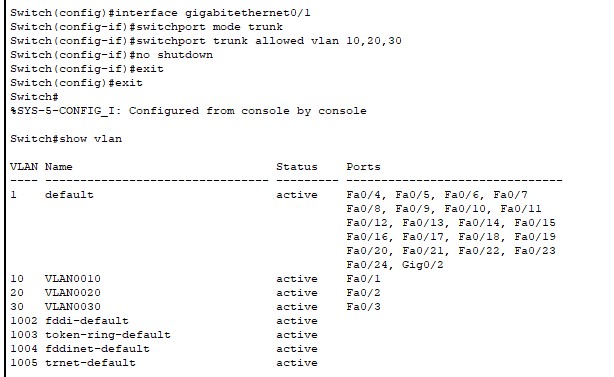 Switch(config)#interface gigabitethernet0/1
Switch(config-if)#switchport mode trunk
Switch(config-if)#switchport trunk allowed vlan 10,20,30
Switch(config-if)#no shutdown
Switch(config-if)#exit
Switch(config)#exit
Switch#
%SYS-5-CONFIG_I: Configured from console by console
Switch#show vlan
VLAN Name Status Ports
---- -------------------------------- --------- -------------------------------
1 default active Fa0/4, Fa0/5, Fa0/6, Fa0/7
Fa0/8, Fa0/9, Fa0/10, Fa0/11
Fa0/12, Fa0/13, Fa0/14, Fa0/15
Fa0/16, Fa0/17, Fa0/18, Fa0/19
Fa0/20, Fa0/21, Fa0/22, Fa0/23
Fa0/24, Gig0/2
10 VLAN0010 active Fa0/1
20 VLAN0020 active Fa0/2
30 VLAN0030 active Fa0/3
1002 fddi-default active
1003 token-ring-default active
1004 fddinet-default active
1005 trnet-default active